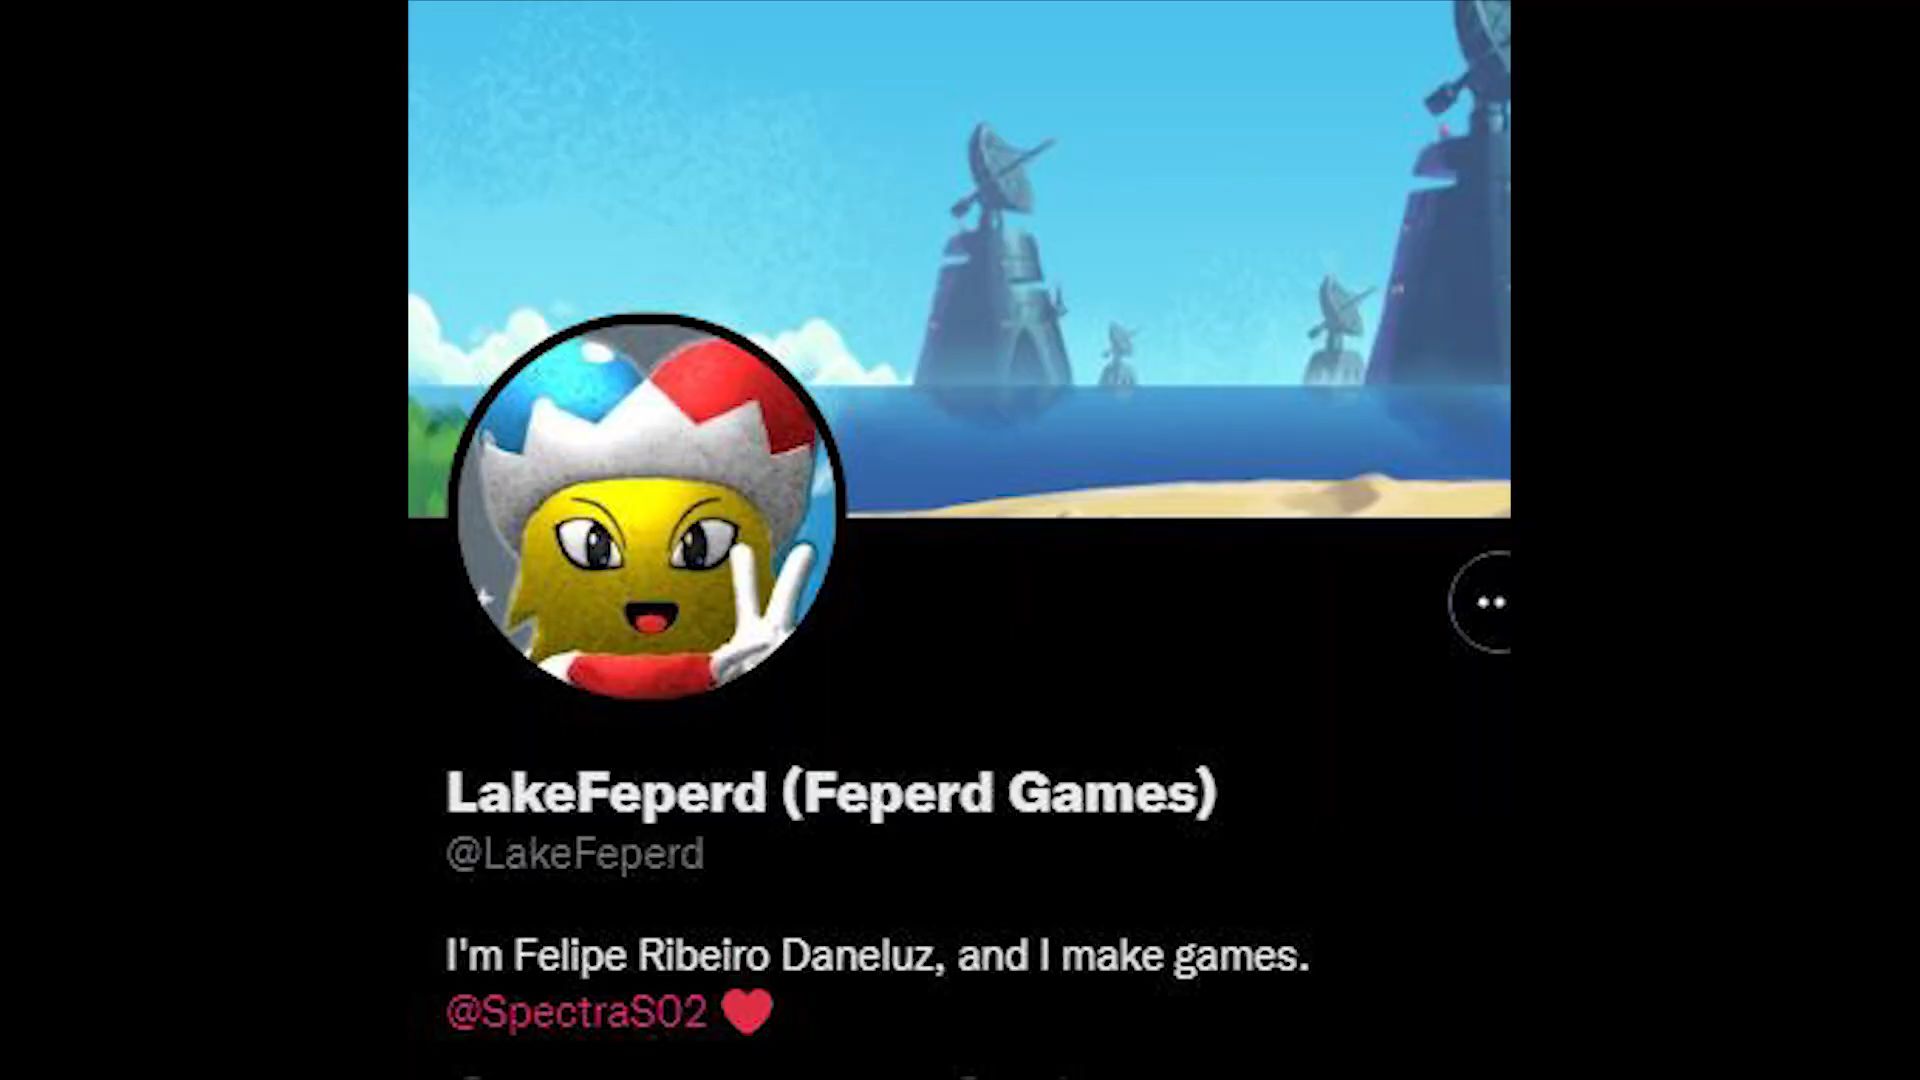 LakeFeperd (Feperd Games)
@LakeFeperd
I'm Felipe Ribeiro Daneluz, and I make games.
@SpectraS02 ❤